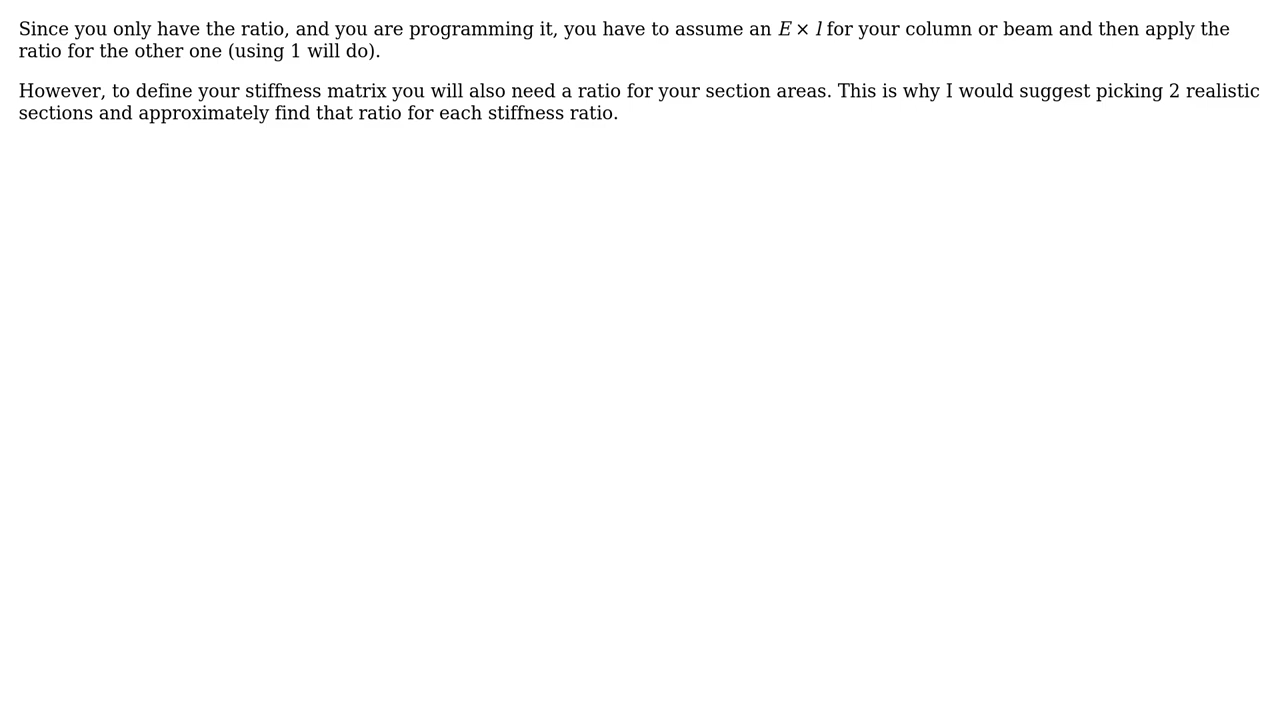 Since you only have the ratio, and you are programming it, you have to assume an E × l for your column or beam and then apply the
ratio for the other one (using 1 will do).
However, to define your stiffness matrix you will also need a ratio for your section areas. This is why I would suggest picking 2 realistic
sections and approximately find that ratio for each stiffness ratio.